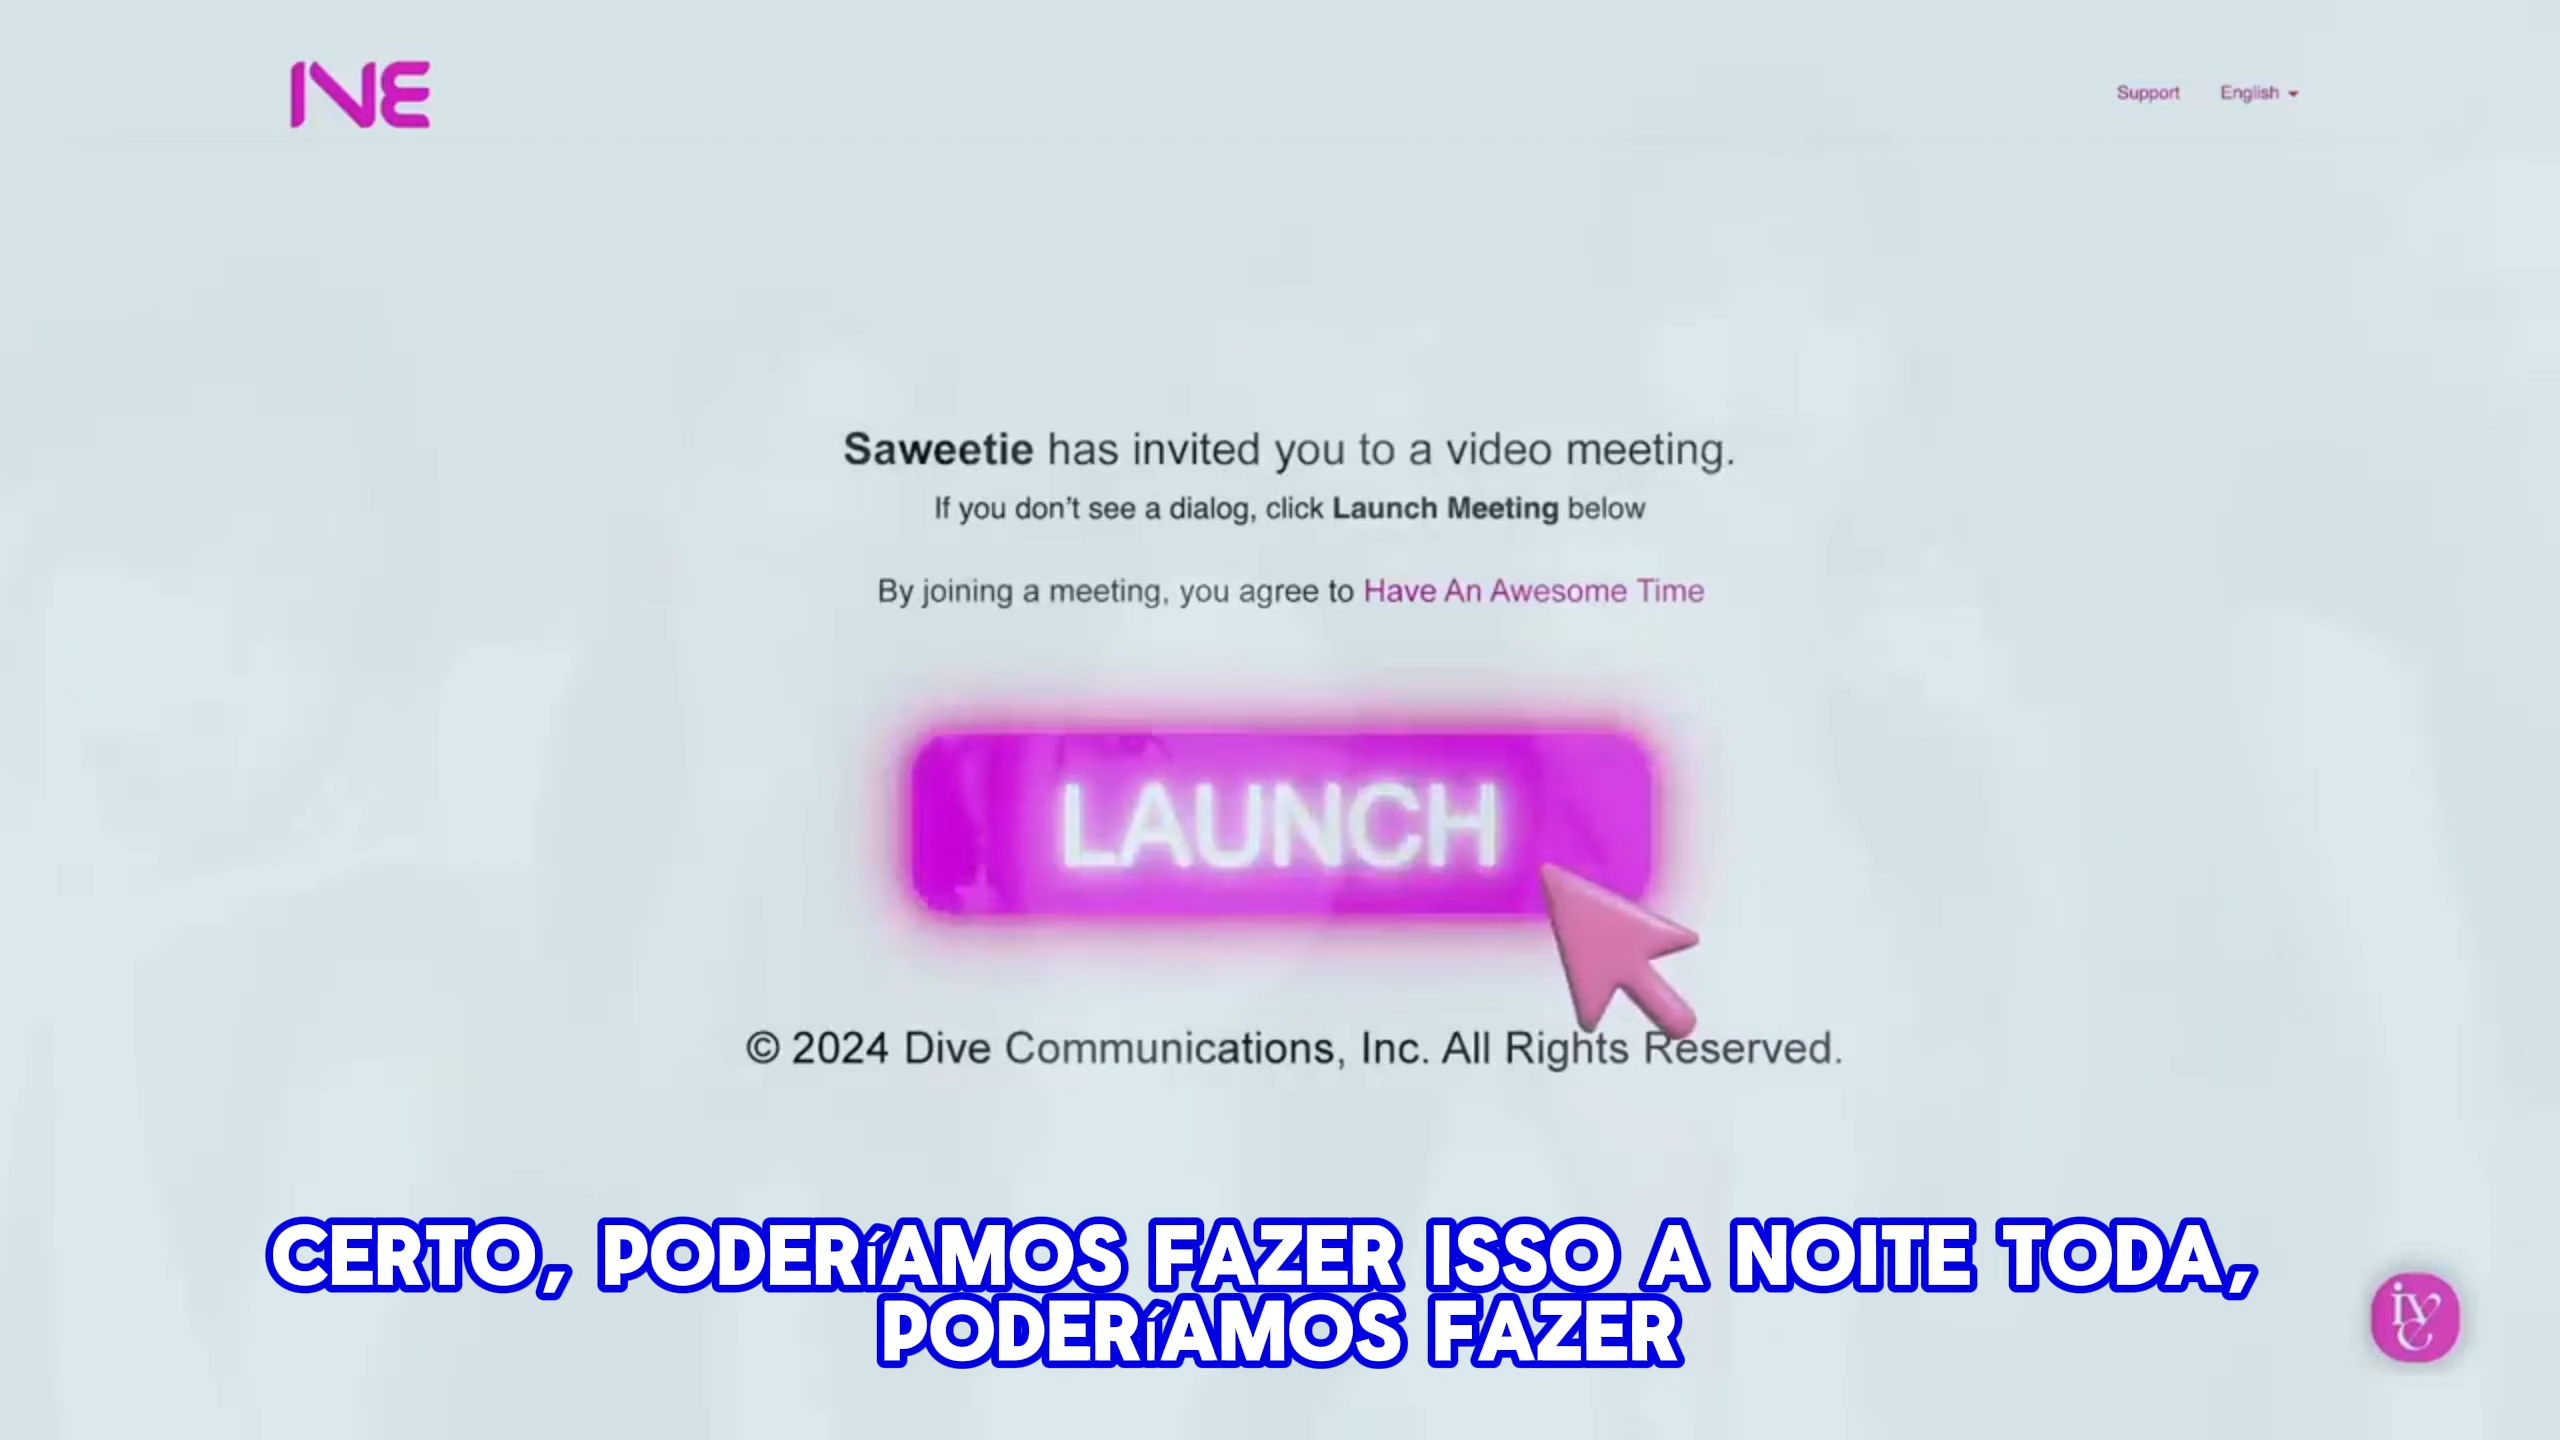 IVE
Support English
Saweetie has invited you to a video meeting.
If you don't see a dialog, click Launch Meeting below
By joining a meeting, you agree to Have An Awesome Time
LAUNCH
© 2024 Dive Communications, Inc. All Rights Reserved.
CERTO, PODERÍAMOS FAZER ISSO A NOITE TODA,
PODERÍAMOS FAZER
ive